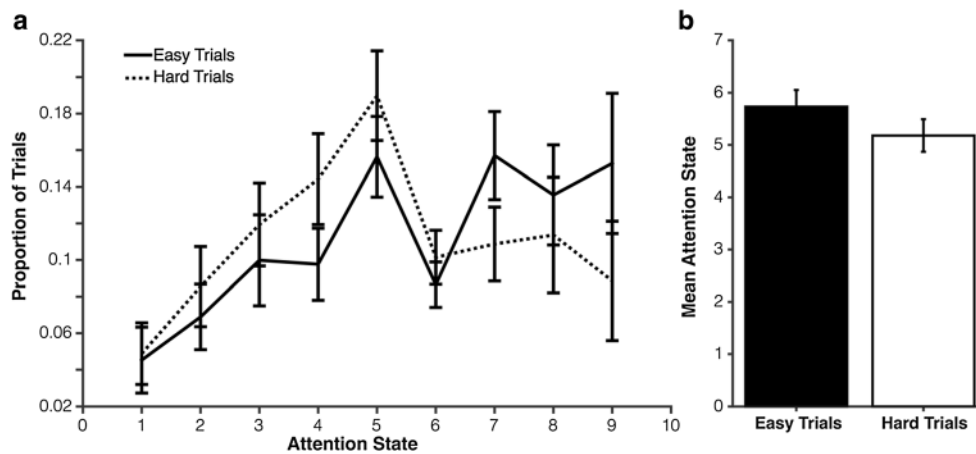 a
Easy Trials
Hard Trials
Proportion of Trials
0.22
0.18
0.14
0.1
0.06
0.02
0 1 2 3 4 5 6 7 8 9 10
Attention State
b
Mean Attention State
7
6
5
4
3
2
1
0
Easy Trials Hard Trials